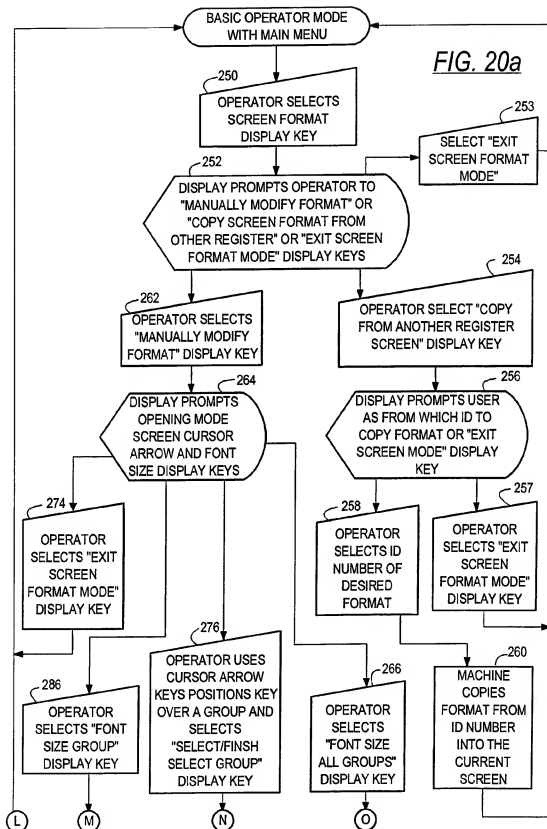 BASIC OPERATOR MODE
WITH MAIN MENU
FIG. 20a
250
OPERATOR SELECTS
SCREEN FORMAT
DISPLAY KEY
253
SELECT "EXIT
SCREEN FORMAT
MODE"
252
DISPLAY PROMPTS OPERATOR TO
"MANUALLY MODIFY FORMAT" OR
"COPY SCREEN FORMAT FROM
OTHER REGISTER" OR "EXIT SCREEN
FORMAT MODE" DISPLAY KEYS
254
OPERATOR SELECT "COPY
FROM ANOTHER REGISTER
SCREEN" DISPLAY KEY
262
OPERATOR SELECTS
"MANUALLY MODIFY
FORMAT" DISPLAY KEY
264
DISPLAY PROMPTS
OPENING MODE
SCREEN CURSOR
ARROW AND FONT
SIZE DISPLAY KEYS
256
DISPLAY PROMPTS USER
AS FROM WHICH ID TO
COPY FORMAT OR "EXIT
SCREEN MODE" DISPLAY
KEY
274
OPERATOR
SELECTS "EXIT
SCREEN
FORMAT MODE"
DISPLAY KEY
258
OPERATOR
SELECTS ID
NUMBER OF
DESIRED
FORMAT
257
OPERATOR
SELECTS "EXIT
SCREEN
FORMAT MODE"
DISPLAY KEY
286
OPERATOR
SELECTS "FONT
SIZE GROUP"
DISPLAY KEY
276
OPERATOR USES
CURSOR ARROW
KEYS POSITIONS KEY
OVER A GROUP AND
SELECTS
"SELECT/FINSH
SELECT GROUP"
DISPLAY KEY
266
OPERATOR
SELECTS
"FONT SIZE
ALL GROUPS"
DISPLAY KEY
260
MACHINE
COPIES
FORMAT FROM
ID NUMBER
INTO THE
CURRENT
SCREEN
L
M
N
O